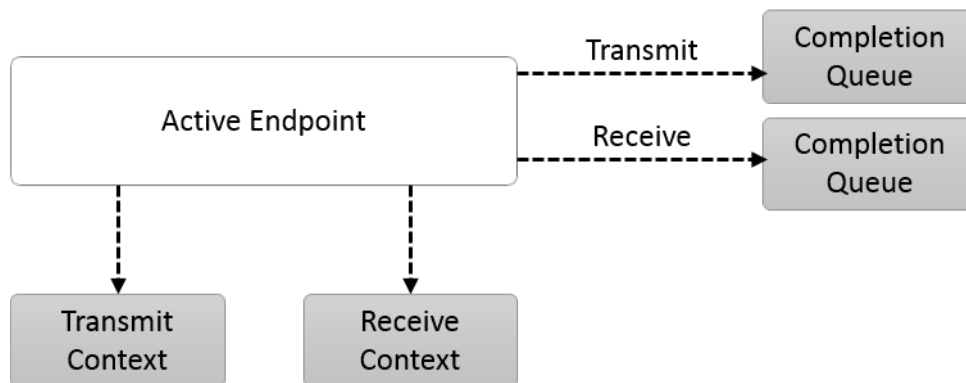 Transmit
Completion
Queue
Active Endpoint
Receive
Completion
Queue
Transmit
Context
Receive
Context